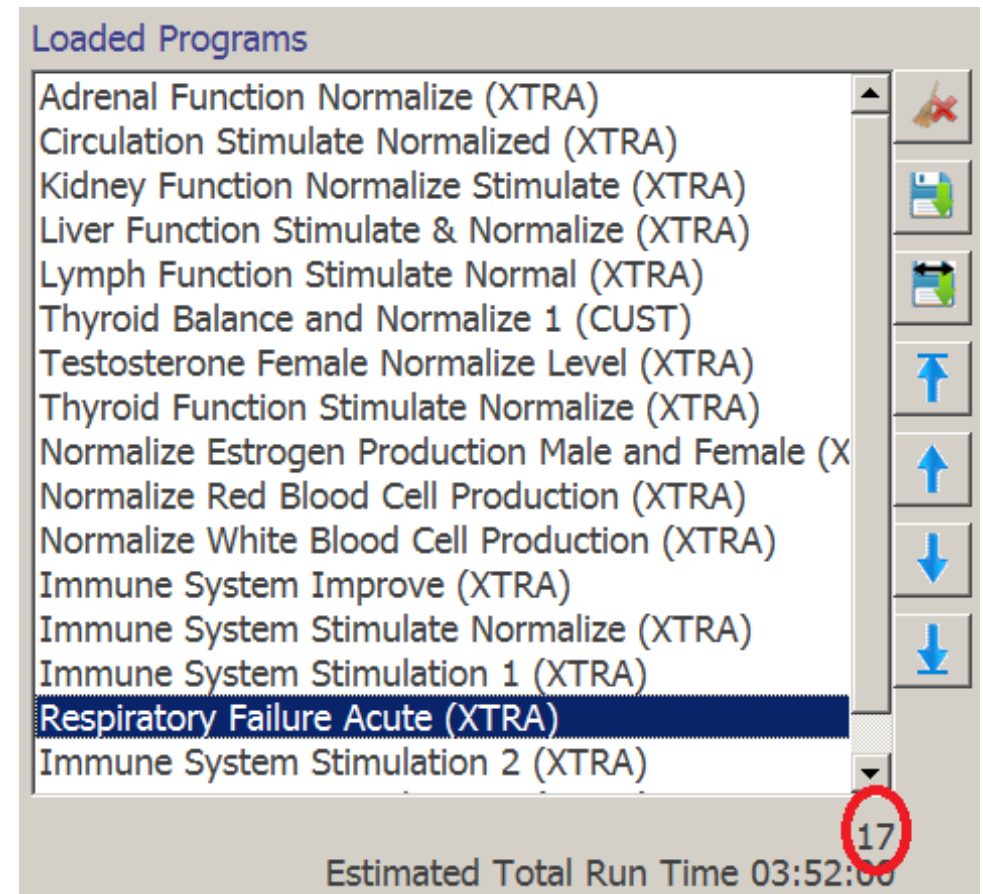 Loaded Programs
Adrenal Function Normalize (XTRA)
Circulation Stimulate Normalized (XTRA)
Kidney Function Normalize Stimulate (XTRA)
Liver Function Stimulate & Normalize (XTRA)
Lymph Function Stimulate Normal (XTRA)
Thyroid Balance and Normalize 1 (CUST)
Testosterone Female Normalize Level (XTRA)
Thyroid Function Stimulate Normalize (XTRA)
Normalize Estrogen Production Male and Female (X
Normalize Red Blood Cell Production (XTRA)
Normalize White Blood Cell Production (XTRA)
Immune System Improve (XTRA)
Immune System Stimulate Normalize (XTRA)
Immune System Stimulation 1 (XTRA)
Respiratory Failure Acute (XTRA)
Immune System Stimulation 2 (XTRA)
17
Estimated Total Run Time 03:52:00